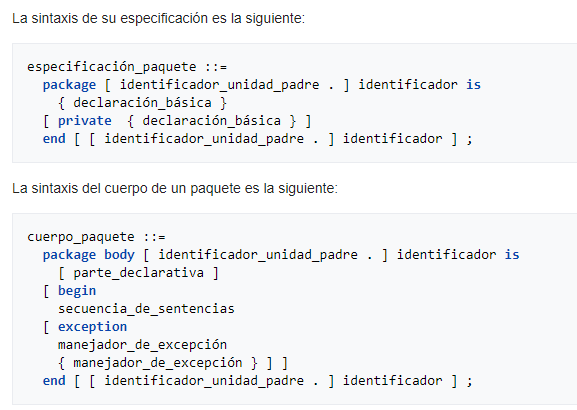 La sintaxis de su especificación es la siguiente:
especificación_paquete ::=
package [ identificador_unidad_padre . ] identificador is
{ declaración_básica }
[ private { declaración_básica } ]
end [ [ identificador_unidad_padre . ] identificador ] ;
La sintaxis del cuerpo de un paquete es la siguiente:
cuerpo_paquete ::=
package body [ identificador_unidad_padre . ] identificador is
[ parte_declarativa ]
[ begin
secuencia_de_sentencias
[ exception
manejador_de_excepción
{ manejador_de_excepción } ] ]
end [ [ identificador_unidad_padre . ] identificador ] ;